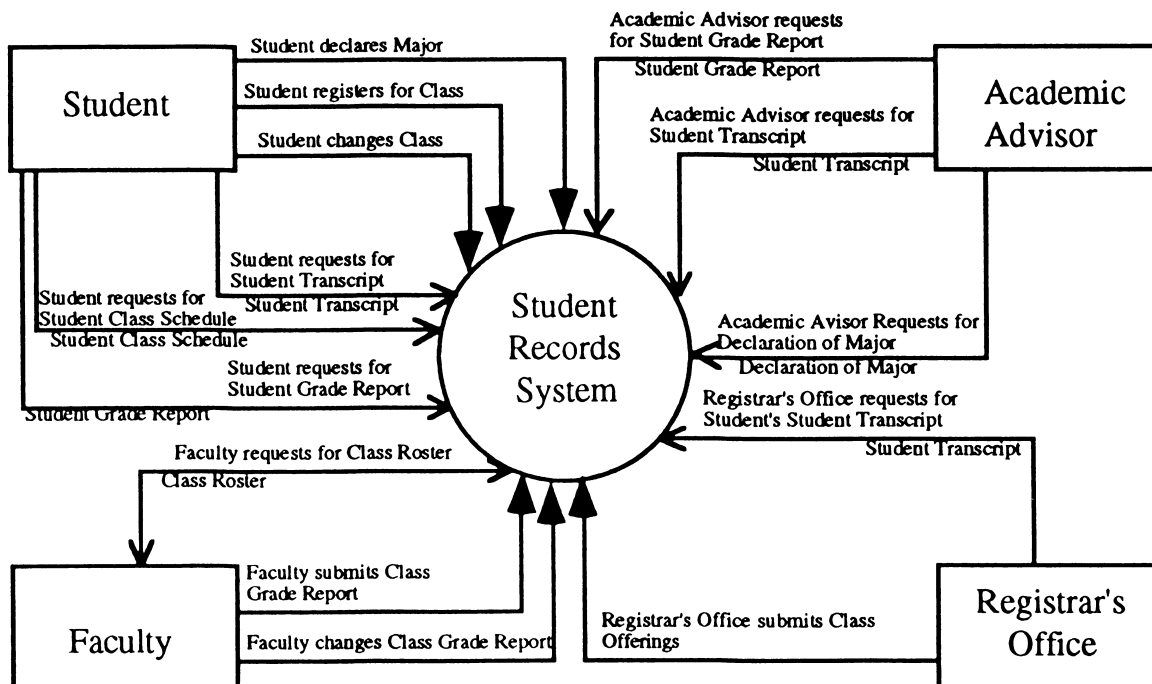 Student declares Major
Student
Student registers for Class
Student changes Class
Academic Advisor requests
for Student Grade Report
Student Grade Report
Academic
Advisor
Academic Advisor requests for
Student Transcript
Student Transcript
Student requests for
Student Transcript
Student Transcript
Student requests for
Student Class Schedule
Student Class Schedule
Student requests for
Student Grade Report
Student Grade Report
Student
Records
System
Academic Avisor Requests for
Declaration of Major
Declaration of Major
Registrar's Office requests for
Student's Student Transcript
Student Transcript
Faculty requests for Class Roster
Class Roster
Faculty
Faculty submits Class
Grade Report
Faculty changes Class Grade Report
Registrar's Office submits Class
Offerings
Registrar's
Office